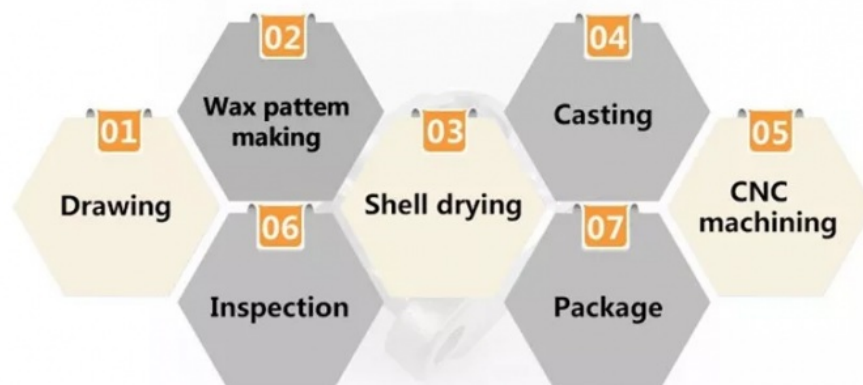 01
Drawing
02
Wax pattem
making
03
Shell drying
04
Casting
05
CNC
machining
06
Inspection
07
Package